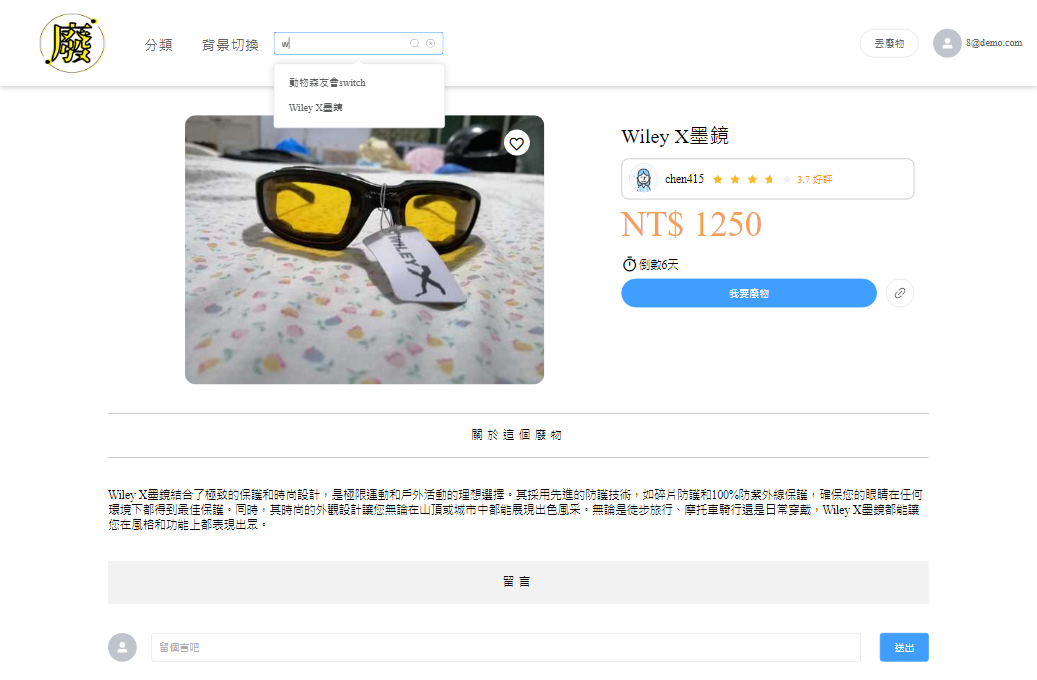 廢
分類
背景切換
w
丟廢物
8@demo.com
動物森友會switch
Wiley X墨鏡
WILEY X
Wiley X墨鏡
chen415
3.7 好評
NT$ 1250
倒數6天
我要廢物
關於這個廢物
Wiley X墨鏡結合了極致的保護和時尚設計，是極限運動和戶外活動的理想選擇。其採用先進的防護技術，如碎片防護和100%防紫外線保護，確保您的眼睛在任何
環境下都得到最佳保護。同時，其時尚的外觀設計讓您無論在山頂或城市中都能展現出色風采。無論是徒步旅行、摩托車騎行還是日常穿戴，Wiley X墨鏡都能讓
您在風格和功能上都表現出眾。
留言
留個言吧
送出